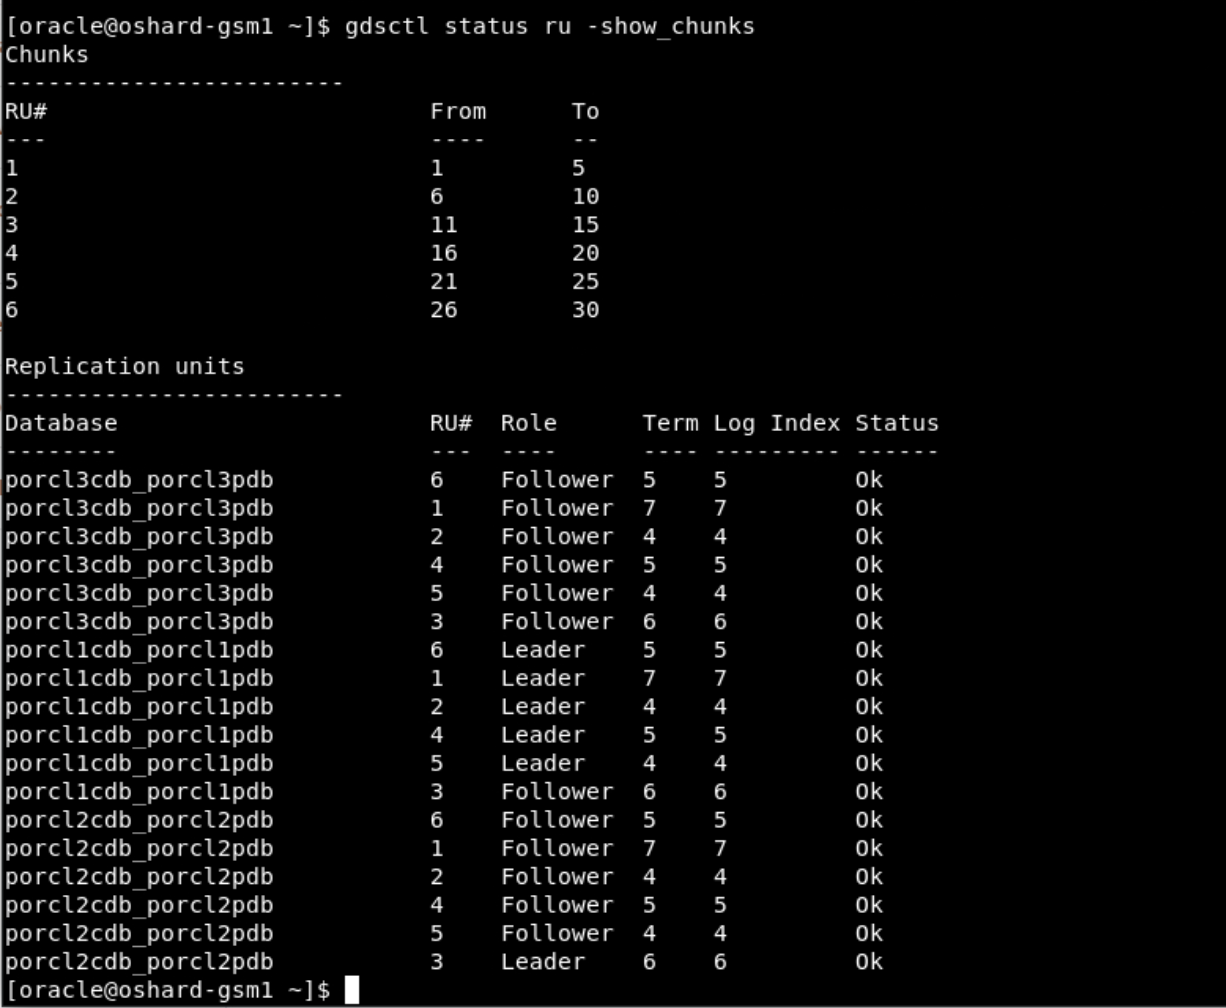 [oracle@oshard-gsm1 ~]$ gdsctl status ru -show_chunks
Chunks
------------------------
RU#                           From      To
---                           ----      --
1                             1         5
2                             6         10
3                             11        15
4                             16        20
5                             21        25
6                             26        30

Replication units
------------------------
Database                      RU#  Role      Term Log Index Status
--------                      ---  ----      ---- --------- ------
porcl3cdb_porcl3pdb           6    Follower  5    5         Ok
porcl3cdb_porcl3pdb           1    Follower  7    7         Ok
porcl3cdb_porcl3pdb           2    Follower  4    4         Ok
porcl3cdb_porcl3pdb           4    Follower  5    5         Ok
porcl3cdb_porcl3pdb           5    Follower  4    4         Ok
porcl3cdb_porcl3pdb           3    Follower  6    6         Ok
porcl1cdb_porcl1pdb           6    Leader    5    5         Ok
porcl1cdb_porcl1pdb           1    Leader    7    7         Ok
porcl1cdb_porcl1pdb           2    Leader    4    4         Ok
porcl1cdb_porcl1pdb           4    Leader    5    5         Ok
porcl1cdb_porcl1pdb           5    Leader    4    4         Ok
porcl1cdb_porcl1pdb           3    Follower  6    6         Ok
porcl2cdb_porcl2pdb           6    Follower  5    5         Ok
porcl2cdb_porcl2pdb           1    Follower  7    7         Ok
porcl2cdb_porcl2pdb           2    Follower  4    4         Ok
porcl2cdb_porcl2pdb           4    Follower  5    5         Ok
porcl2cdb_porcl2pdb           5    Follower  4    4         Ok
porcl2cdb_porcl2pdb           3    Leader    6    6         Ok
[oracle@oshard-gsm1 ~]$